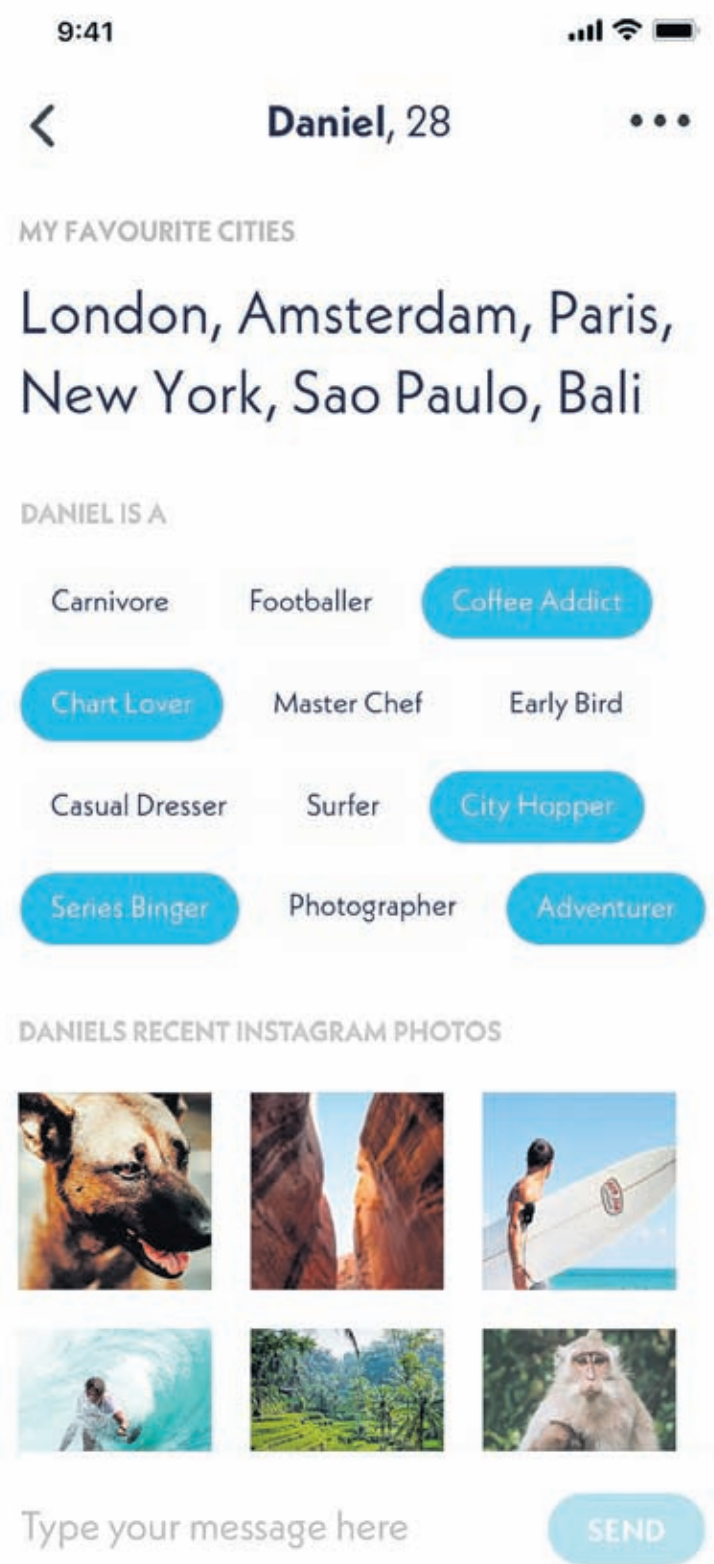 9:41
Daniel, 28
MY FAVOURITE CITIES
London, Amsterdam, Paris,
New York, Sao Paulo, Bali
DANIEL IS A
Carnivore Footballer Coffee Addict
Chart Lover Master Chef Early Bird
Casual Dresser Surfer City Hopper
Series Binger Photographer Adventurer
DANIELS RECENT INSTAGRAM PHOTOS
Type your message here SEND